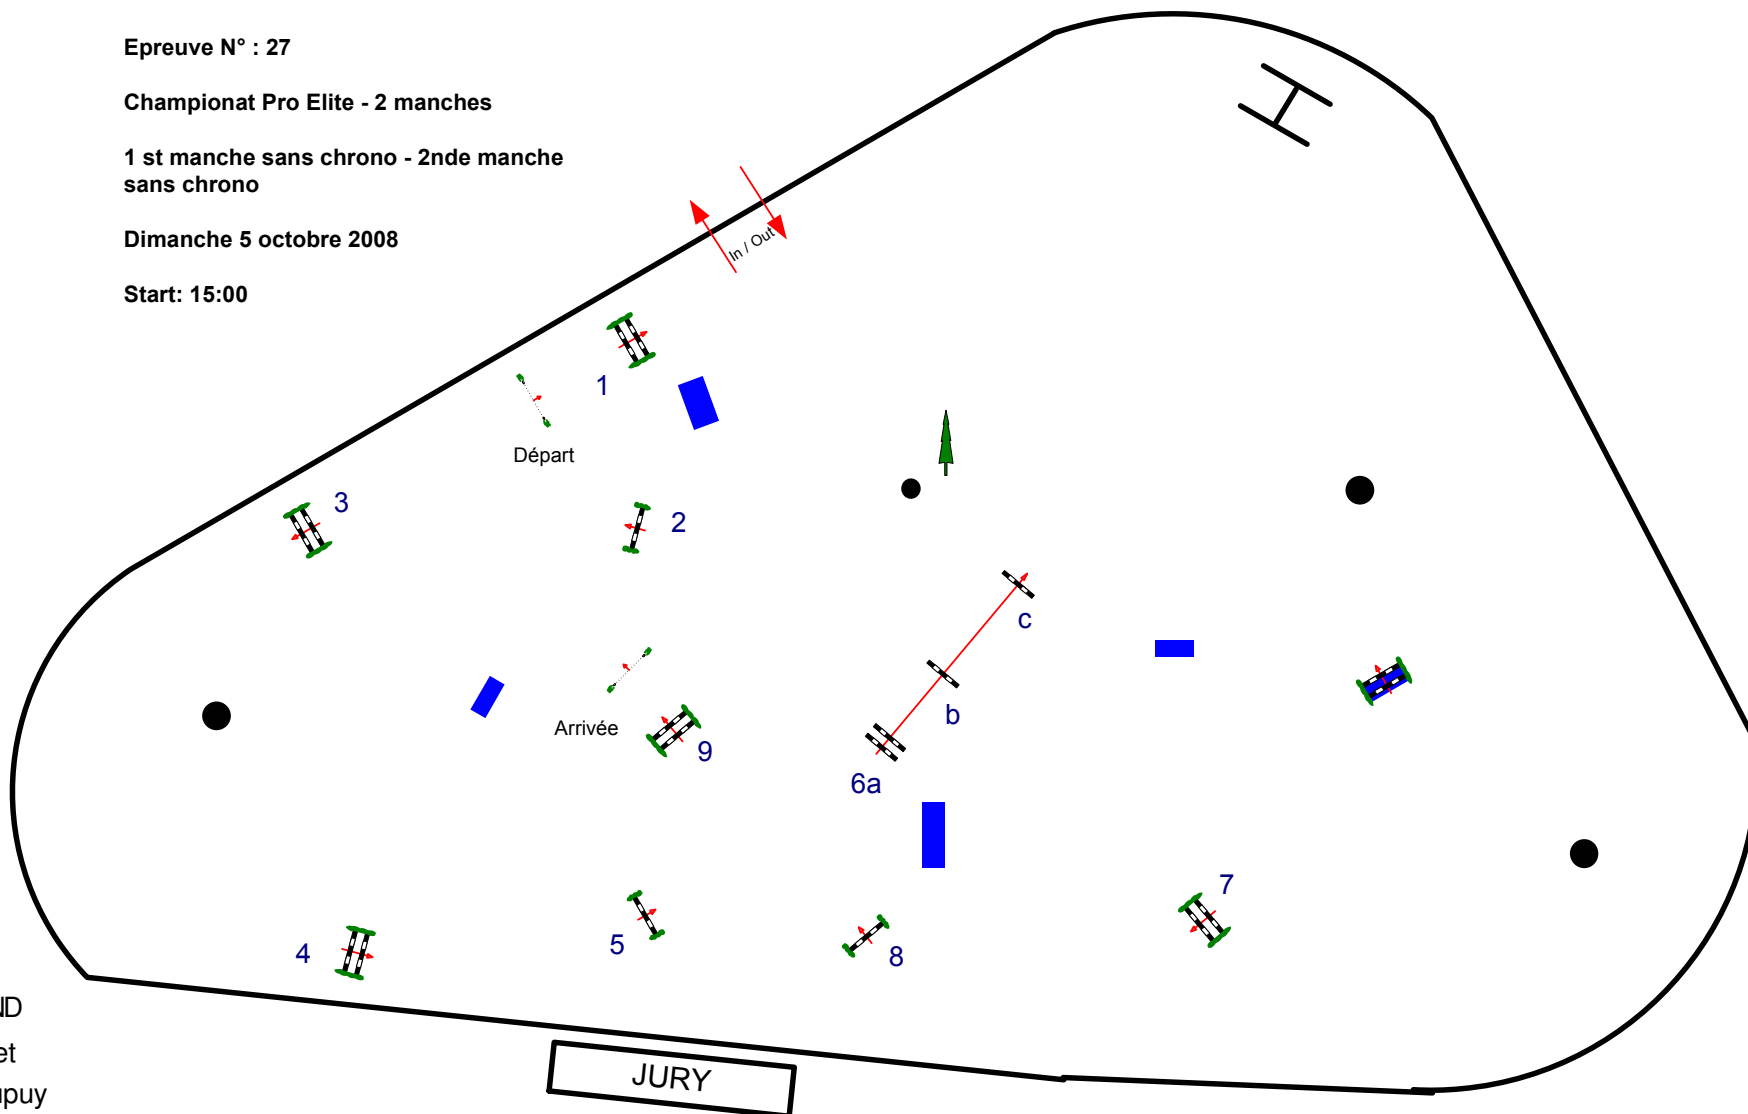 Epreuve N° : 27
Championat Pro Elite - 2 manches
1 st manche sans chrono - 2nde manche
sans chrono
Dimanche 5 octobre 2008
Start: 15:00
In / Out
1
Départ
3
2
c
b
Arrivée
9
6a
7
5
8
4
JURY